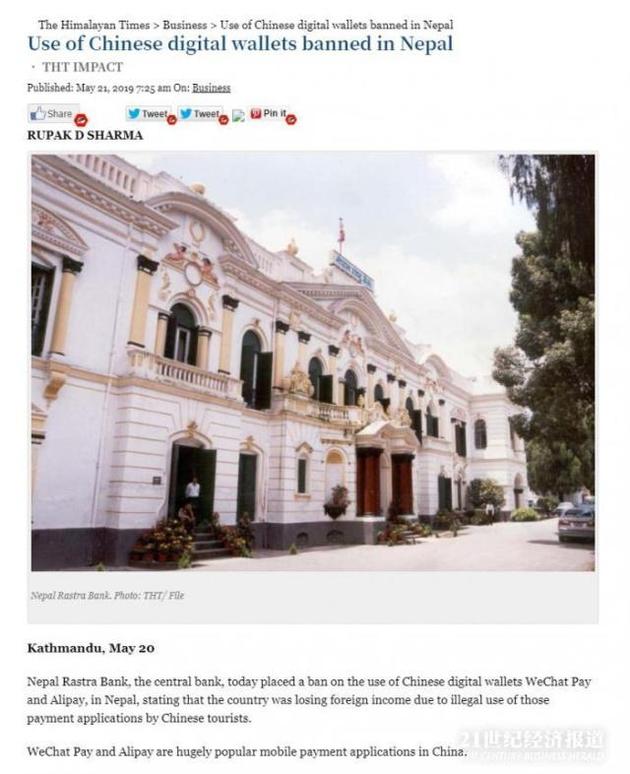 The Himalayan Times > Business > Use of Chinese digital wallets banned in Nepal
Use of Chinese digital wallets banned in Nepal
· THT IMPACT
Published: May 21, 2019 7:25 am On: Business
Share Tweet Tweet Pin it
RUPAK D SHARMA
Nepal Rastra Bank. Photo: THT/ File
Kathmandu, May 20
Nepal Rastra Bank, the central bank, today placed a ban on the use of Chinese digital wallets WeChat Pay
and Alipay, in Nepal, stating that the country was losing foreign income due to illegal use of those
payment applications by Chinese tourists.
WeChat Pay and Alipay are hugely popular mobile payment applications in China.
21世纪经济报道
CENTURY BUSINESS HERALD